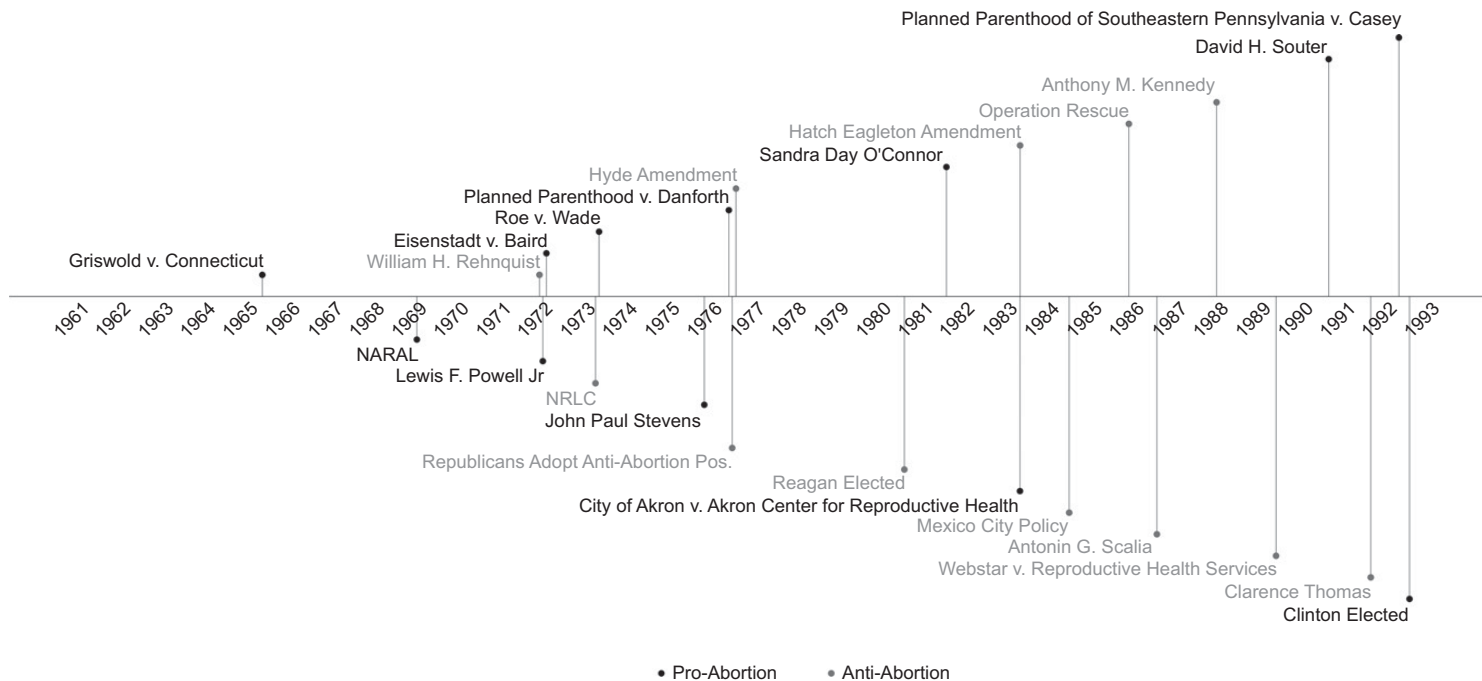 Planned Parenthood of Southeastern Pennsylvania v. Casey
David H. Souter
Anthony M. Kennedy
Operation Rescue
Hatch Eagleton Amendment
Sandra Day O'Connor
Hyde Amendment
Planned Parenthood v. Danforth
Roe v. Wade
Eisenstadt v. Baird
Griswold v. Connecticut
William H. Rehnquist
1961
1962
1963
1964
1965
1966
1967
1968
1969
1970
1971
1972
1973
1974
1975
1976
1977
1978
1979
1980
1981
1982
1983
1984
1985
1986
1987
1988
1989
1990
1991
1992
1993
NARAL
Lewis F. Powell Jr
NRLC
John Paul Stevens
Republicans Adopt Anti-Abortion Pos.
Reagan Elected
City of Akron v. Akron Center for Reproductive Health
Mexico City Policy
Antonin G. Scalia
Webstar v. Reproductive Health Services
Clarence Thomas
Clinton Elected
Pro-Abortion
Anti-Abortion